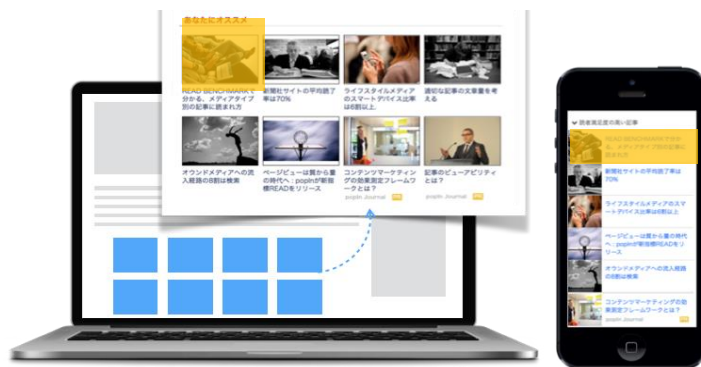 あなたにオススメ
READ BENCHMARKで
分かる、メディアタイプ
別の記事に読まれ方
新聞社サイトの平均読了
率は70%
ライフスタイルメディア
のスマートデバイス比率
は6割以上
適切な記事の文章量を考
える
オウンドメディアへの流
入経路の8割は検索
ページビューは質から量
の時代へ：popInが新指
標READをリリース
コンテンツマーケティン
グの効果測定フレームワ
ークとは？
popIn Journal PR
記事のビューアビリティ
とは？
popIn Journal PR
読者満足度の高い記事
READ BENCHMARKで分か
る、メディアタイプ別の記事に
読まれ方
新聞社サイトの平均読了率は
70%
ライフスタイルメディアのスマ
ートデバイス比率は6割以上
ページビューは質から量の時代
へ：popInが新指標READをリ
リース
オウンドメディアへの流入経路
の8割は検索
コンテンツマーケティングの効
果測定フレームワークとは？
popIn Journal PR